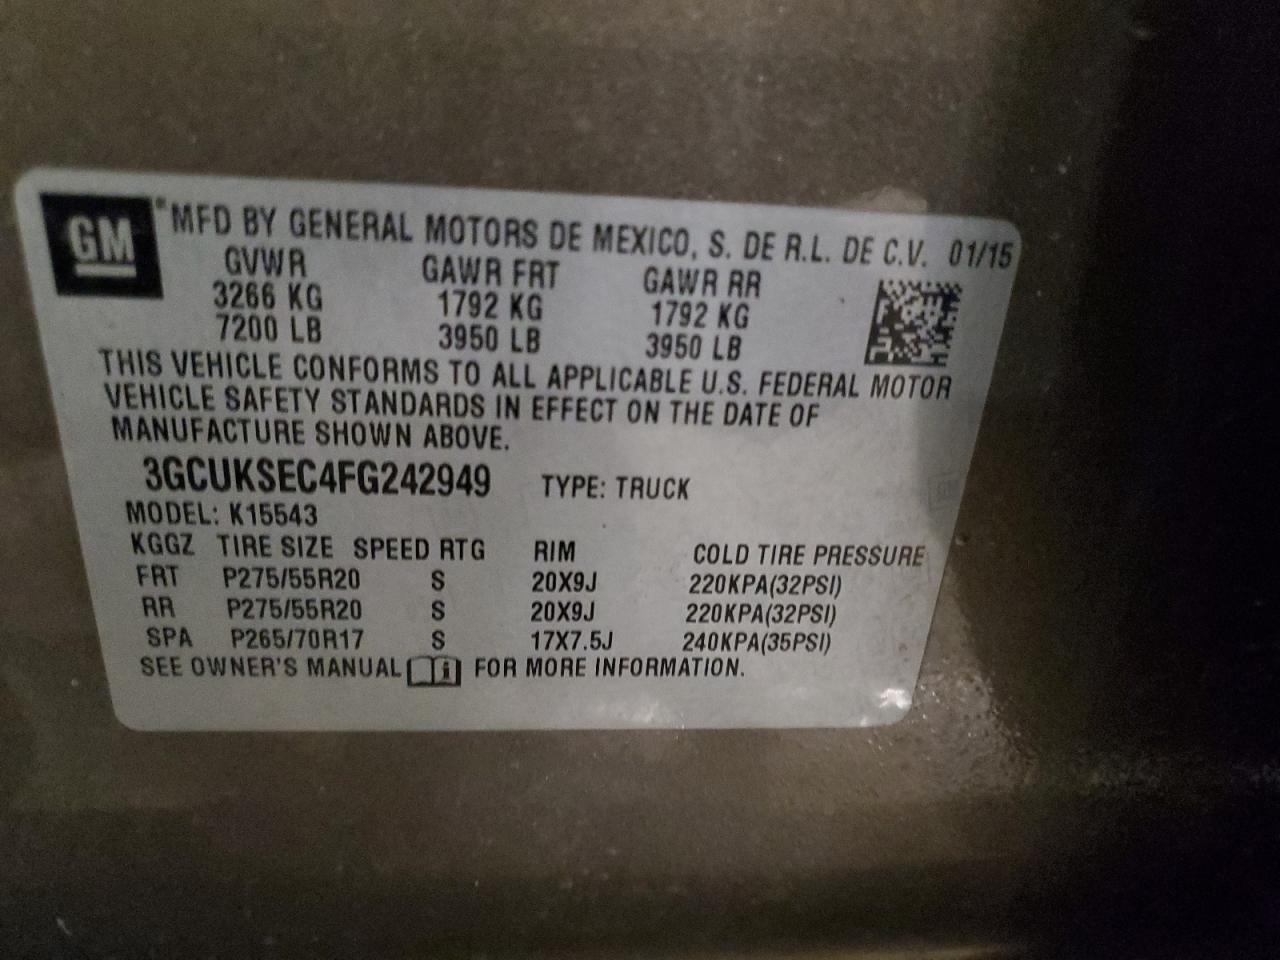 GM
® MFD BY GENERAL MOTORS DE MEXICO, S. DE R.L. DE C.V. 01/15
GVWR GAWR FRT GAWR RR
3266 KG 1792 KG 1792 KG
7200 LB 3950 LB 3950 LB
THIS VEHICLE CONFORMS TO ALL APPLICABLE U.S. FEDERAL MOTOR
VEHICLE SAFETY STANDARDS IN EFFECT ON THE DATE OF
MANUFACTURE SHOWN ABOVE.
3GCUKSEC4FG242949 TYPE: TRUCK
MODEL: K15543
KGGZ TIRE SIZE SPEED RTG RIM COLD TIRE PRESSURE
FRT P275/55R20 S 20X9J 220KPA(32PSI)
RR P275/55R20 S 20X9J 220KPA(32PSI)
SPA P265/70R17 S 17X7.5J 240KPA(35PSI)
SEE OWNER'S MANUAL i FOR MORE INFORMATION.